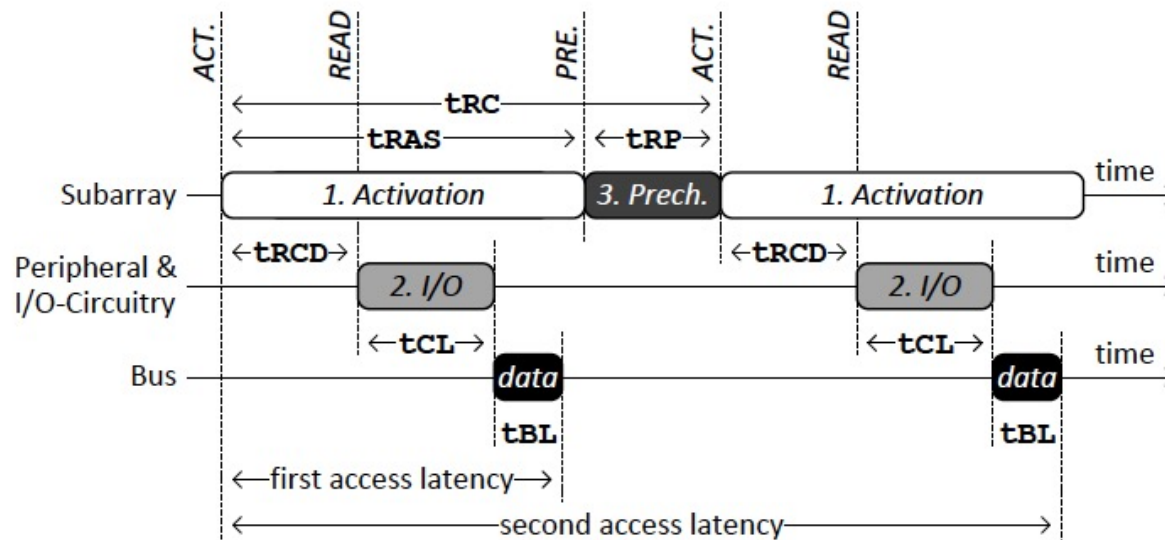 ACT.
READ
PRE.
ACT.
READ
tRC
tRAS
tRP
Subarray
1. Activation
3. Prech.
1. Activation
time
tRCD
tRCD
Peripheral &
I/O-Circuitry
2. I/O
2. I/O
time
tCL
tCL
Bus
data
data
time
tBL
tBL
first access latency
second access latency